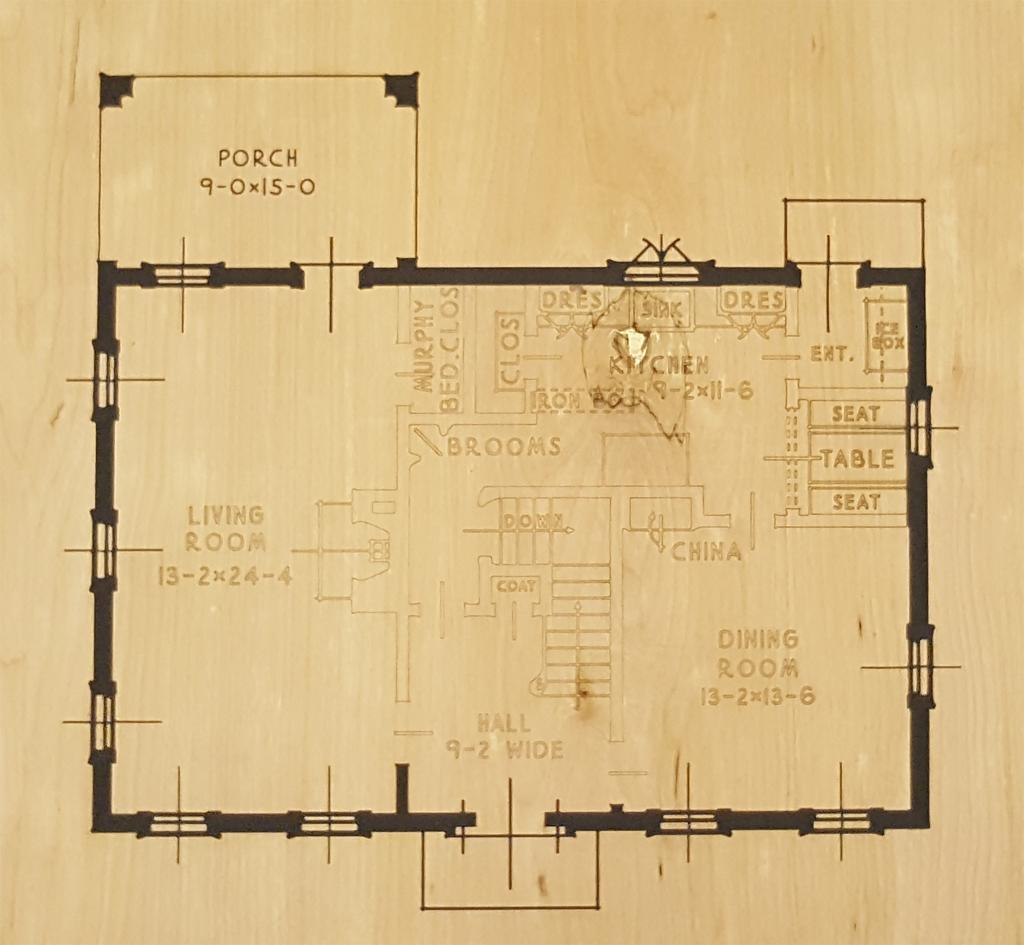 PORCH
9-0×15-0
MURPHY
BED.CLOS
CLOS
DRES
SINK
DRES
KITCHEN
9-2×11-6
IRON BO
ENT.
ICE
BOX
BROOMS
SEAT
TABLE
SEAT
LIVING
ROOM
13-2×24-4
DOWN
CHINA
COAT
DINING
ROOM
13-2×13-6
HALL
9-2 WIDE